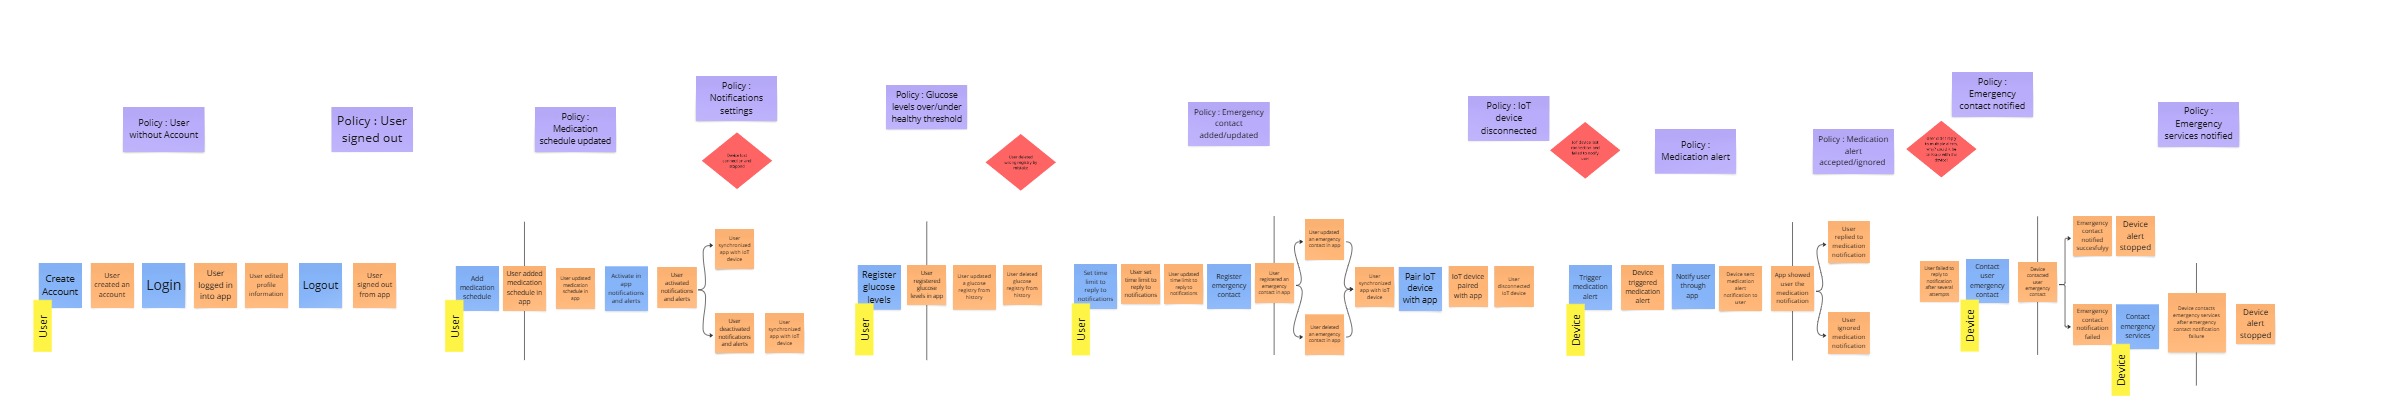 Policy : User
without Account
Policy : User
signed out
Policy :
Medication
schedule updated
Policy :
Notifications
settings
Policy : Glucose
levels over/under
healthy threshold
Policy : Emergency
contact
added/updated
Policy : IoT
device
disconnected
Policy :
Medication alert
Policy : Medication
alert
accepted/ignored
Policy :
Emergency
contact notified
Policy :
Emergency
services notified
User deleted
Create
Account
User
User
created an
account
Login
User
logged in
into app
User edited
profile
information
Logout
User
signed out
from app
Add
medication
schedule
User
User added
medication
schedule in
app
User updated
medication
schedule in
app
Activate in
app
notifications
and alerts
User
activated
notifications
and alerts
User
synchronized
app with IoT
device
User
deactivated
notifications
and alerts
User
synchronized
app with IoT
device
Register
glucose
levels
User
User
registered
glucose
levels in app
User updated
a glucose
registry from
history
User deleted
glucose
registry from
history
Set time
limit to
reply to
notifications
User
User set
time limit to
reply to
notifications
User updated
time limit to
reply to
notifications
Register
emergency
contact
User
registered an
emergency
contact in app
User updated
an emergency
contact in app
User deleted
an emergency
contact in app
User
synchronized
app with IoT
device
Pair IoT
device
with app
IoT device
paired
with app
User
disconnected
IoT device
Trigger
medication
alert
Device
Device
triggered
medication
alert
Notify user
through
app
Device sent
medication
alert
notification to
user
App showed
user the
medication
notification
User
replied to
medication
notification
User
ignored
medication
notification
User failed to
reply to
notification
after several
attempts
Contact
user
emergency
contact
Device
Device
contacted
user
emergency
contact
Emergency
contact
notified
succesfulyy
Device
alert
stopped
Emergency
contact
notification
failed
Contact
emergency
services
Device
Device contacts
emergency services
after emergency
contact notification
failure
Device
alert
stopped